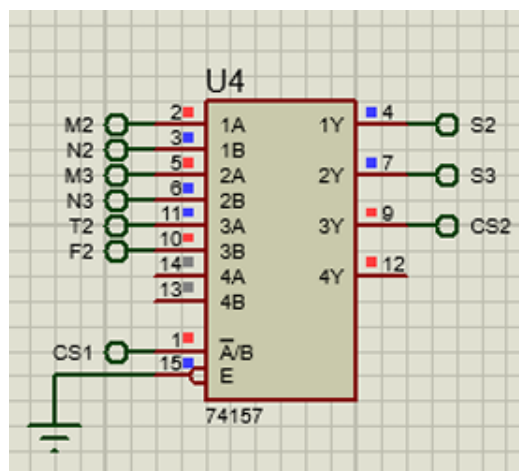 U4
M2 2 1A 1Y 4 S2
N2 3 1B
M3 5 2A 2Y 7 S3
N3 6 2B
T2 11 3A 3Y 9 CS2
F2 10 3B
14 4A 4Y 12
13 4B
CS1 1 A̅/B
15 E
74157